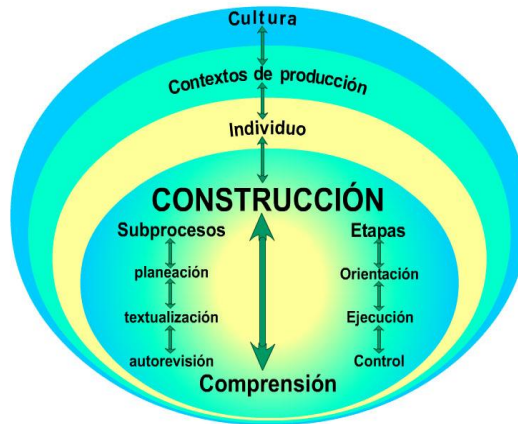 Cultura
Contextos de producción
Individuo
CONSTRUCCIÓN
Subprocesos
planeación
textualización
autorevisión
Etapas
Orientación
Ejecución
Control
Comprensión